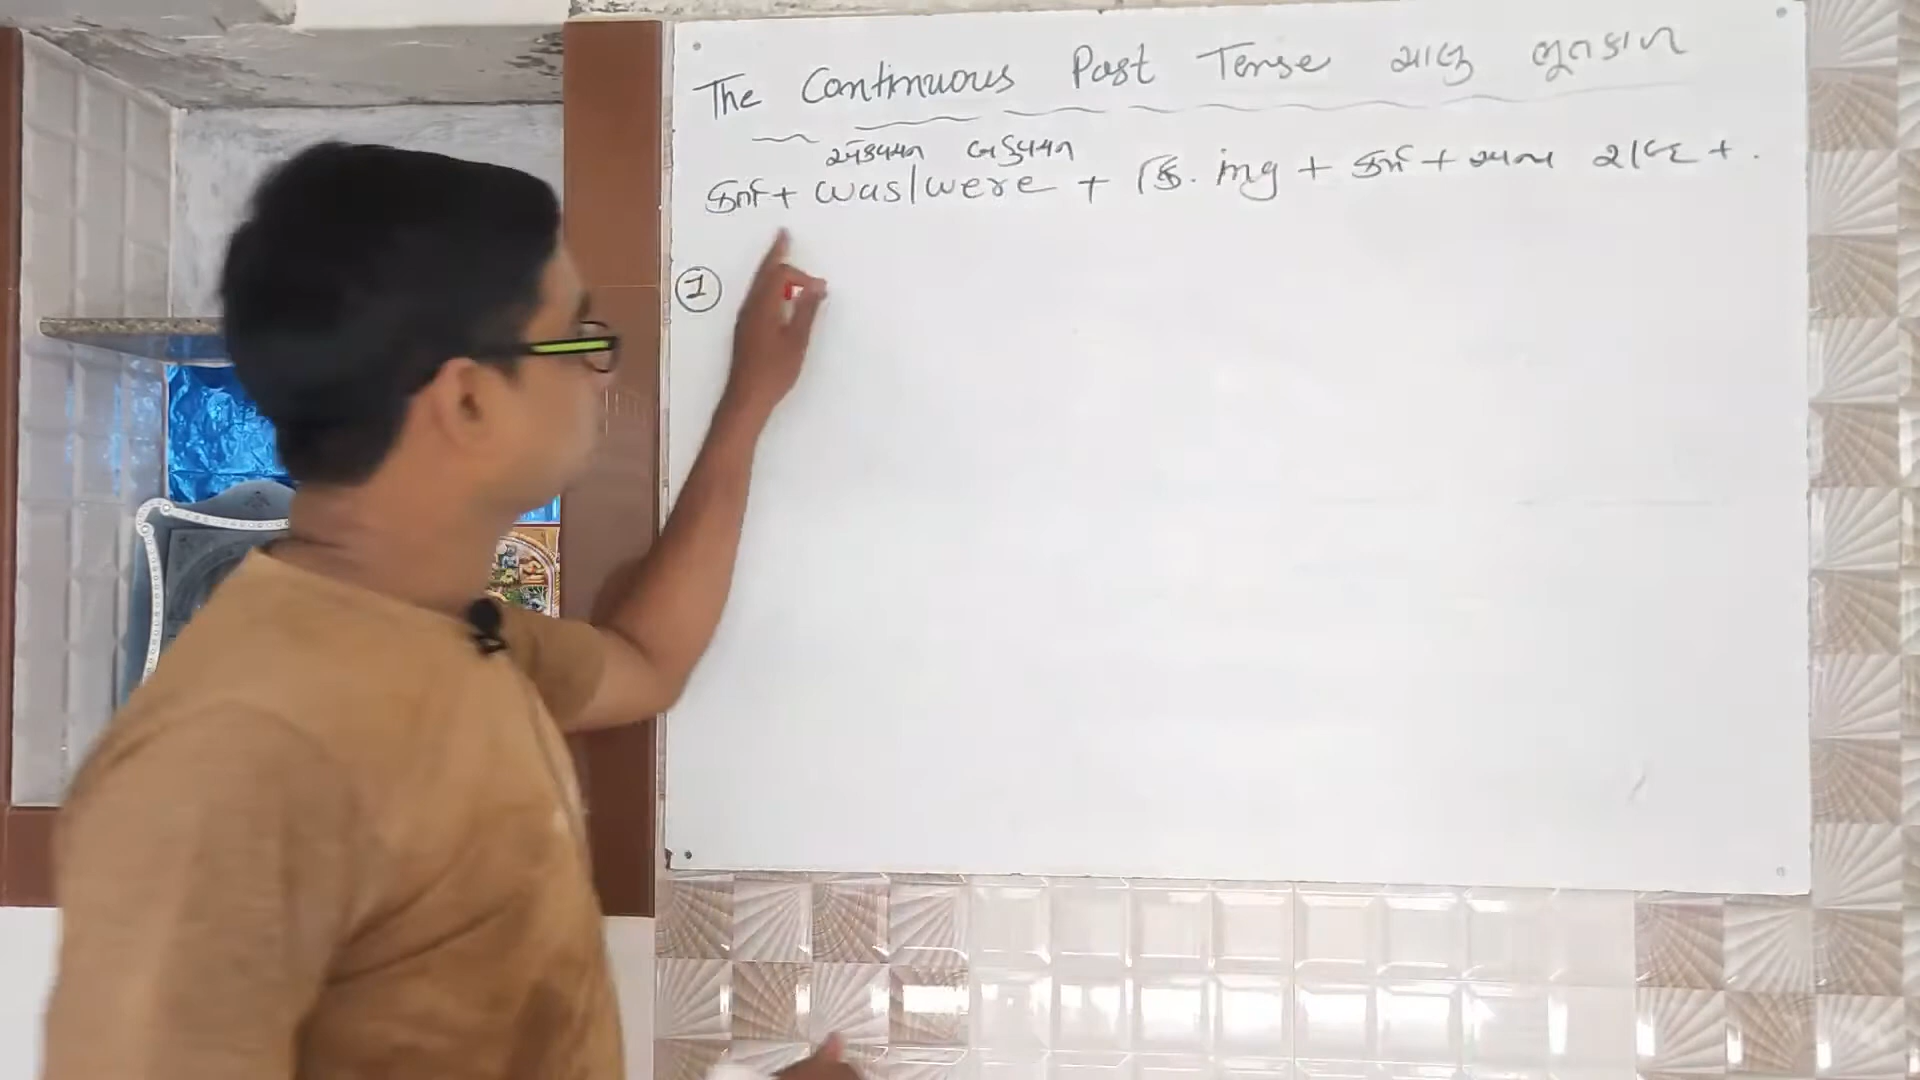 The Continuous Past Tense ચાલુ ભૂતકાળ
એકવચન બહુવચન
કર્તા + was/were + ક્રિ. ing + કર્મ + અન્ય શબ્દ + .
1